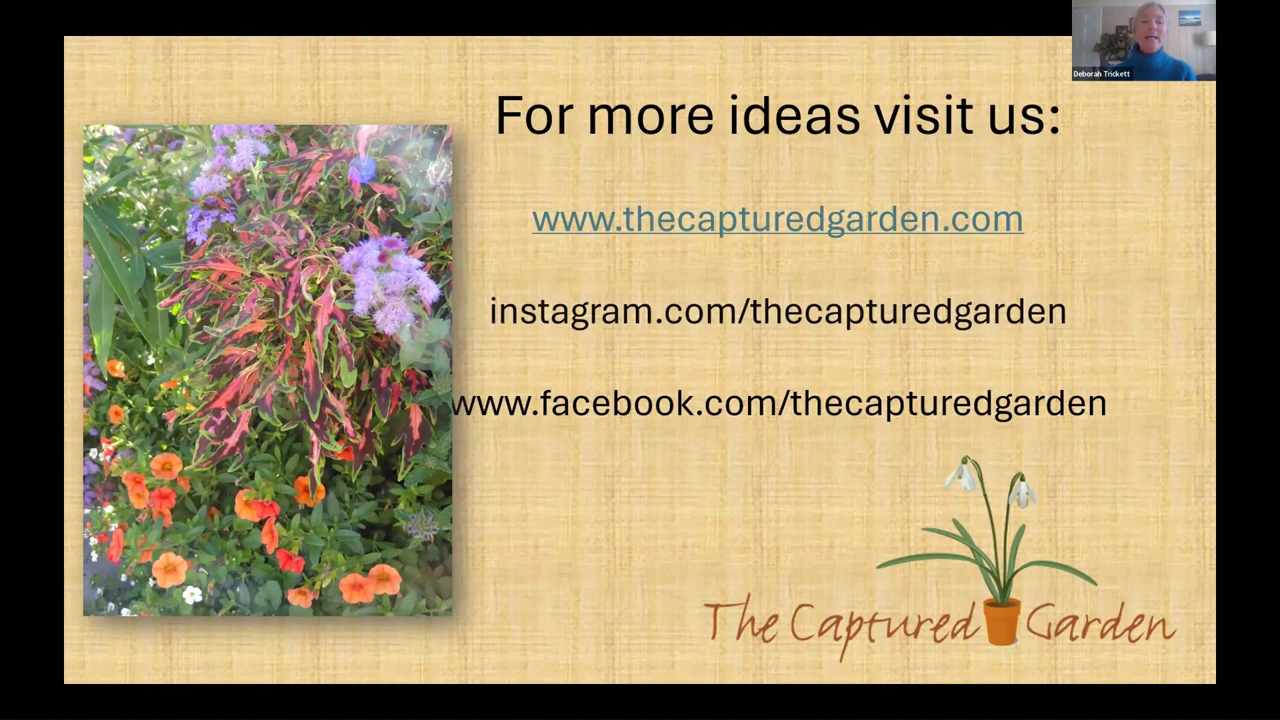 Deborah Trickett
For more ideas visit us:
www.thecapturedgarden.com
instagram.com/thecapturedgarden
www.facebook.com/thecapturedgarden
The Captured Garden